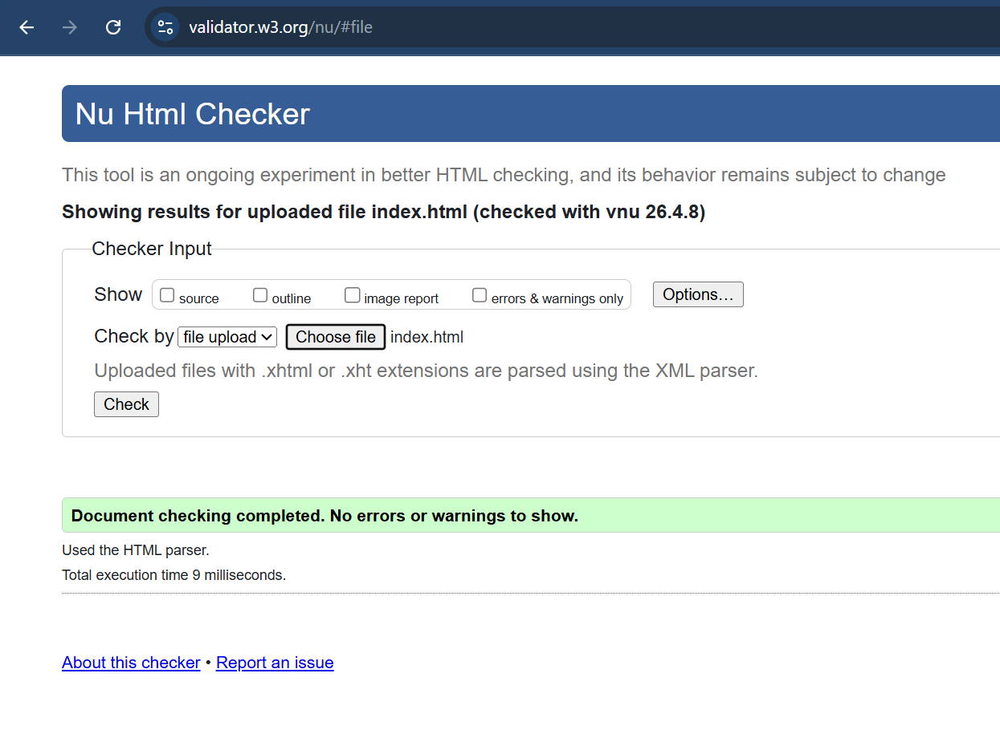 validator.w3.org/nu/#file
Nu Html Checker
This tool is an ongoing experiment in better HTML checking, and its behavior remains subject to change
Showing results for uploaded file index.html (checked with vnu 26.4.8)
Checker Input
Show source outline image report errors & warnings only Options…
Check by file upload Choose file index.html
Uploaded files with .xhtml or .xht extensions are parsed using the XML parser.
Check
Document checking completed. No errors or warnings to show.
Used the HTML parser.
Total execution time 9 milliseconds.
About this checker • Report an issue